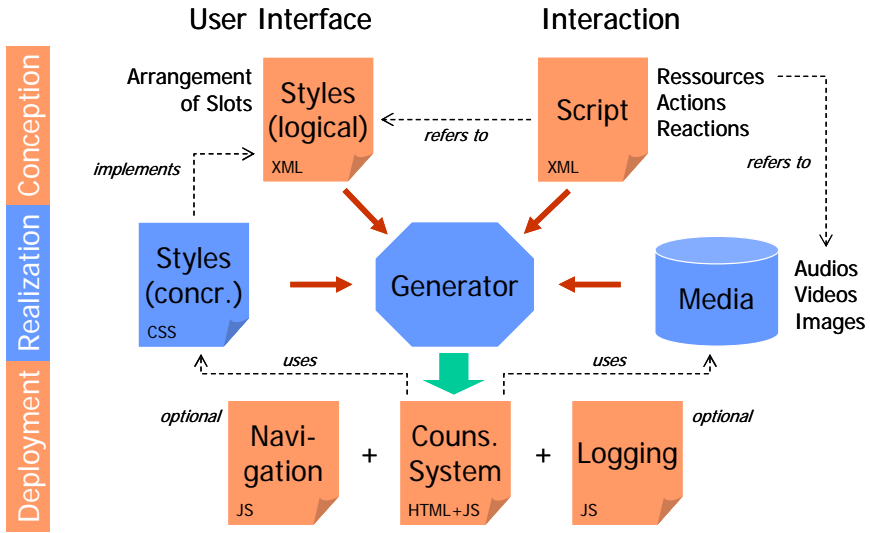 User Interface
Interaction
Conception
Arrangement
of Slots
Styles
(logical)
XML
refers to
Script
XML
Ressources
Actions
Reactions
implements
refers to
Realization
Styles
(concr.)
CSS
Generator
Media
Audios
Videos
Images
uses
uses
Deployment
optional
Navi-
gation
JS
+
Couns.
System
HTML+JS
+
Logging
JS
optional